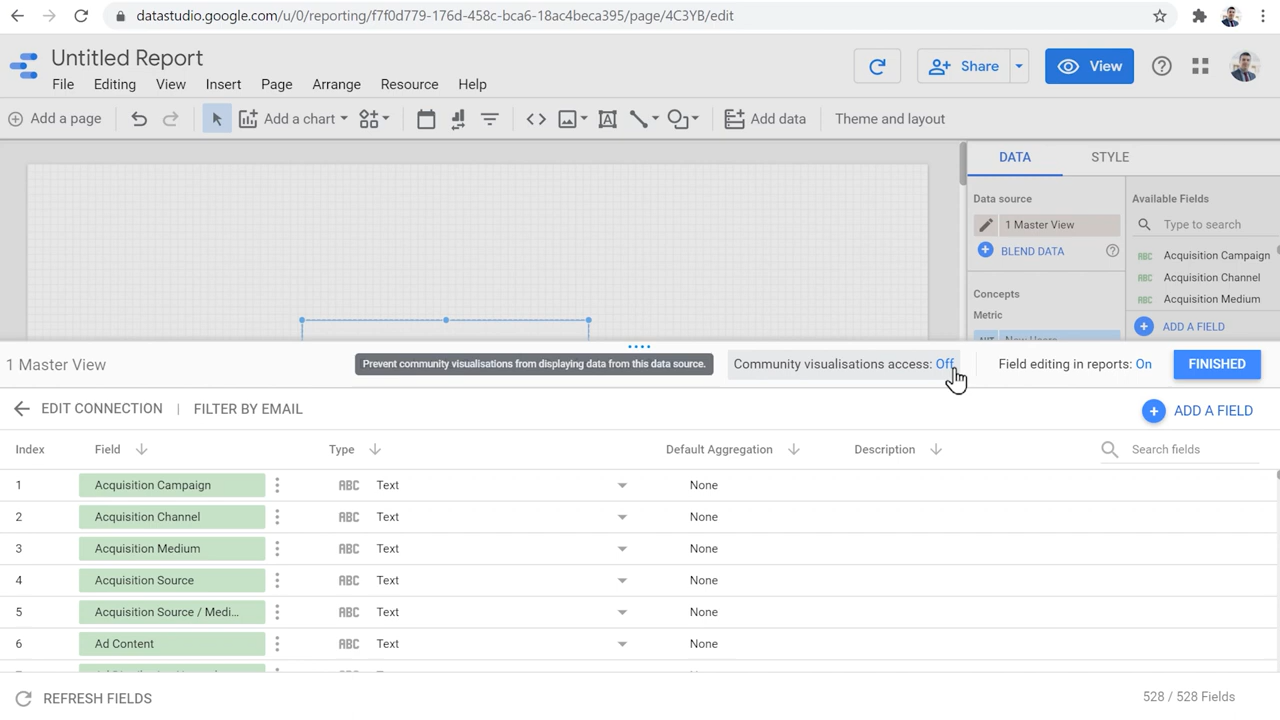 datastudio.google.com/u/0/reporting/f7f0d779-176d-458c-bca6-18ac4beca395/page/4C3YB/edit
Untitled Report
File Editing View Insert Page Arrange Resource Help
Share
View
Add a page
Add a chart
Add data
Theme and layout
DATA STYLE
Data source
1 Master View
BLEND DATA
Concepts
Metric
New Users
Available Fields
Type to search
ABC Acquisition Campaign
ABC Acquisition Channel
ABC Acquisition Medium
ADD A FIELD
1 Master View
Prevent community visualisations from displaying data from this data source.
Community visualisations access: Off
Field editing in reports: On
FINISHED
EDIT CONNECTION | FILTER BY EMAIL
ADD A FIELD
Index Field Type Default Aggregation Description Search fields
1 Acquisition Campaign ABC Text None
2 Acquisition Channel ABC Text None
3 Acquisition Medium ABC Text None
4 Acquisition Source ABC Text None
5 Acquisition Source / Medi... ABC Text None
6 Ad Content ABC Text None
REFRESH FIELDS
528 / 528 Fields